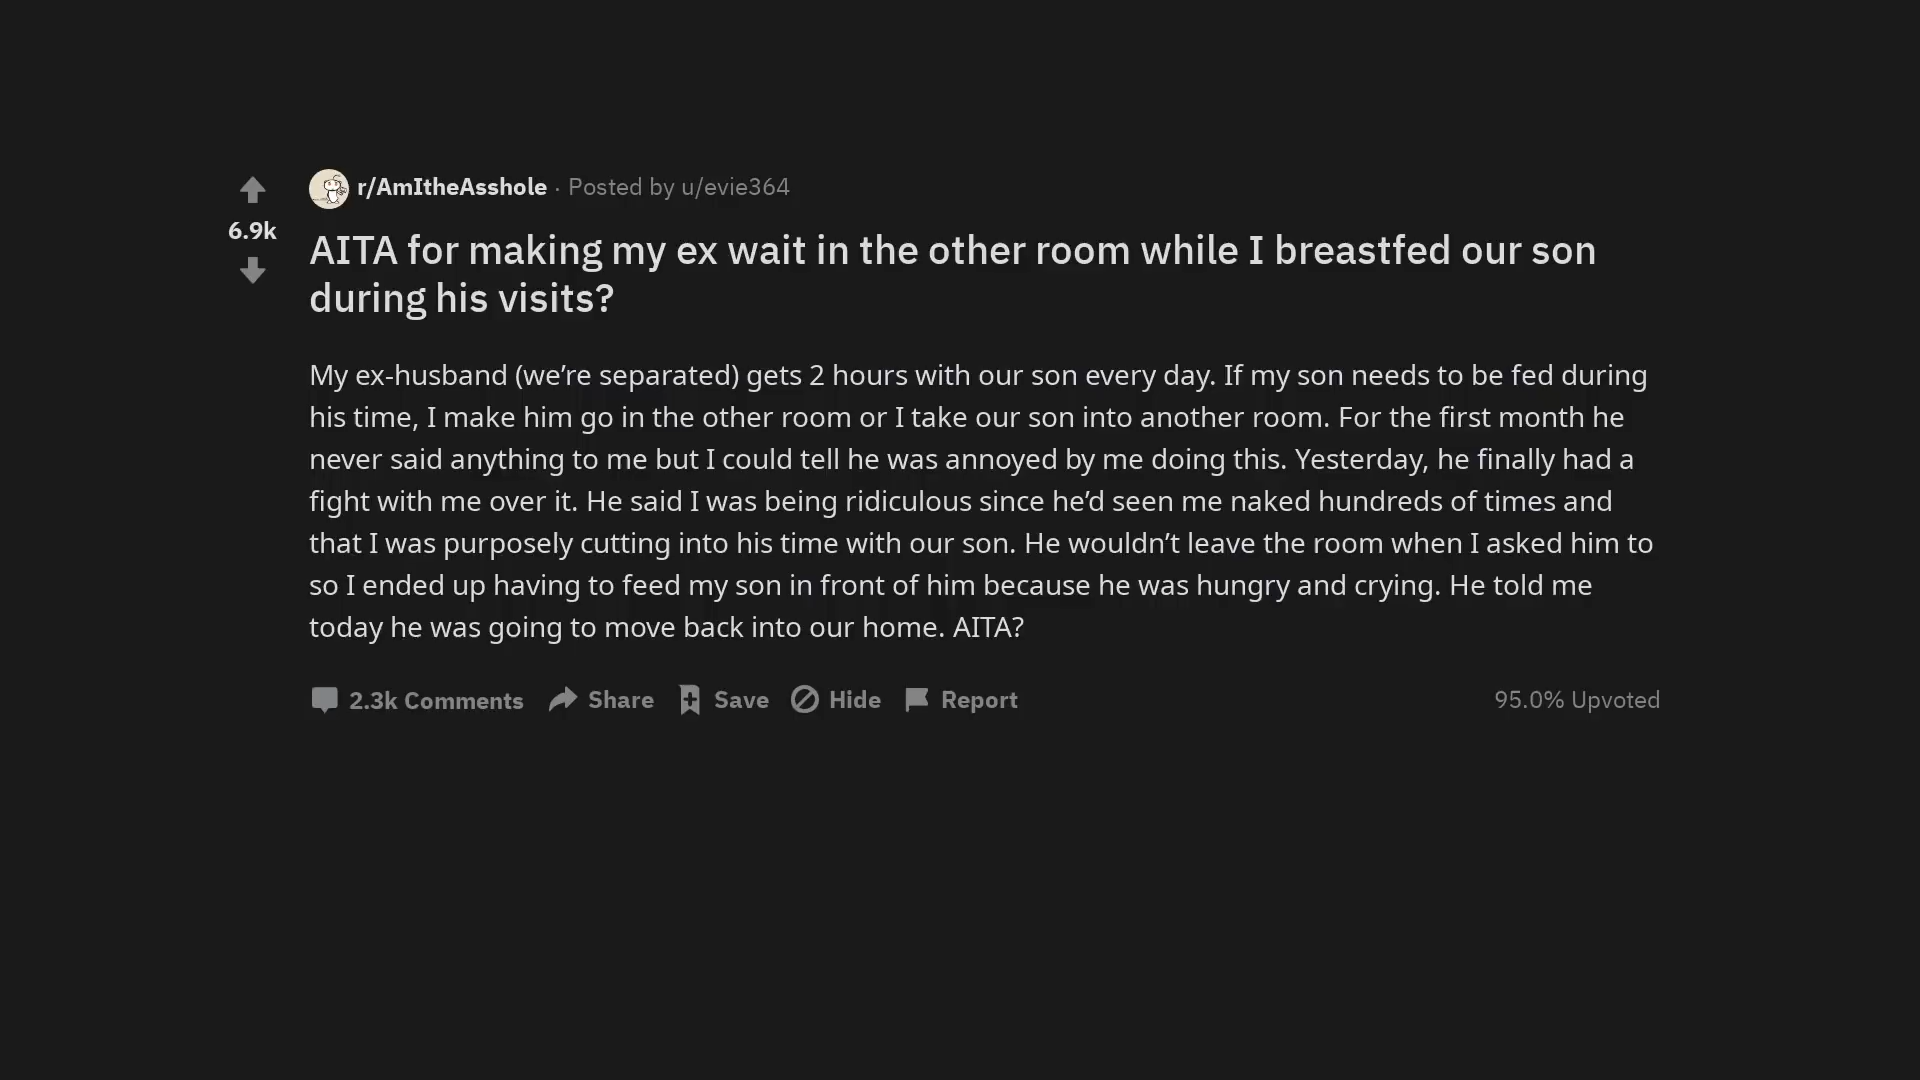 r/AmItheAsshole · Posted by u/evie364
6.9k
AITA for making my ex wait in the other room while I breastfed our son
during his visits?
My ex-husband (we’re separated) gets 2 hours with our son every day. If my son needs to be fed during
his time, I make him go in the other room or I take our son into another room. For the first month he
never said anything to me but I could tell he was annoyed by me doing this. Yesterday, he finally had a
fight with me over it. He said I was being ridiculous since he’d seen me naked hundreds of times and
that I was purposely cutting into his time with our son. He wouldn’t leave the room when I asked him to
so I ended up having to feed my son in front of him because he was hungry and crying. He told me
today he was going to move back into our home. AITA?
2.3k Comments Share Save Hide Report 95.0% Upvoted